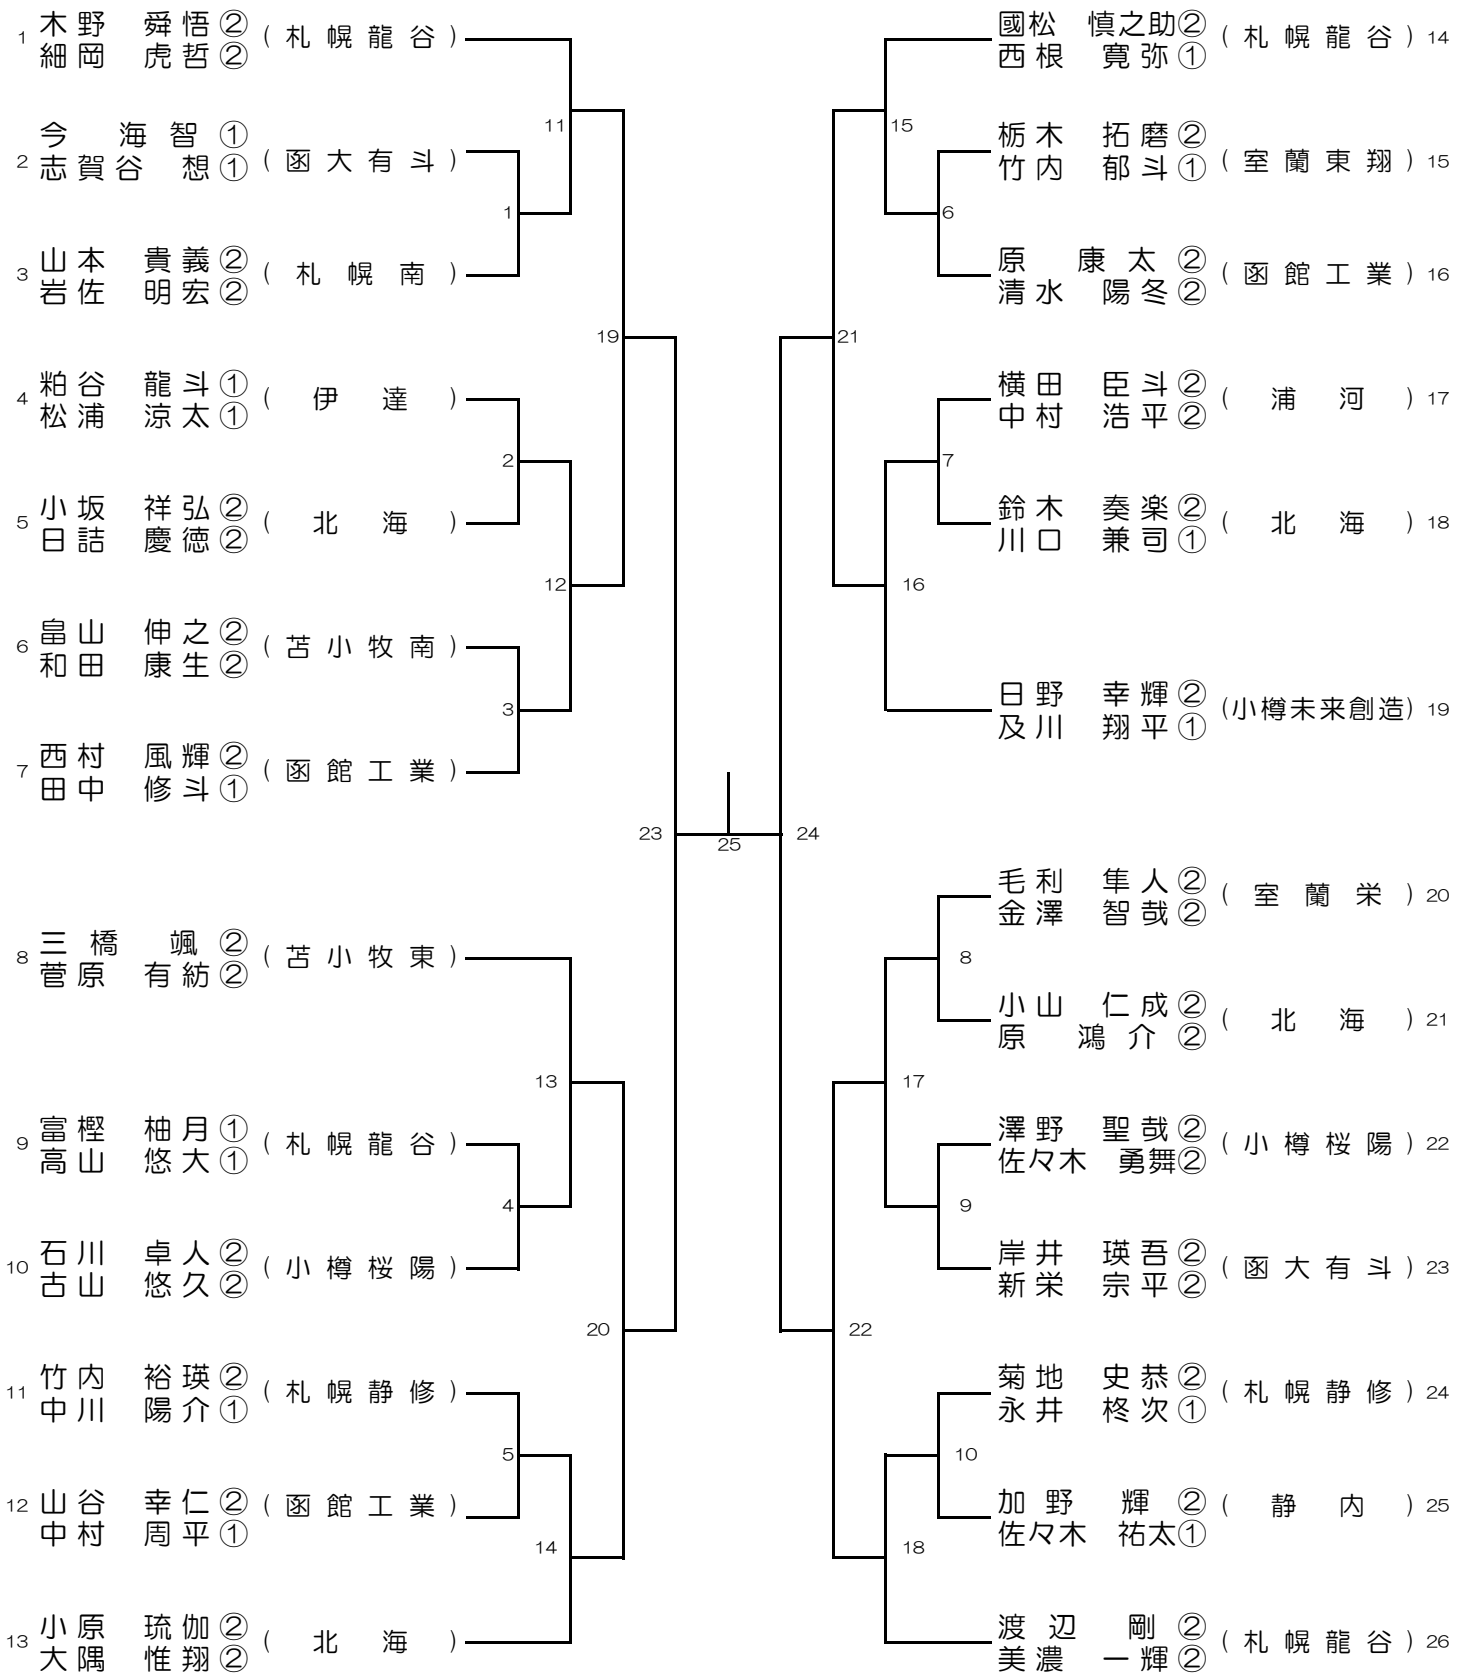 1 木野 舜悟② (札幌龍谷)
細岡 虎哲②
2 今 海智① (函大有斗)
志賀谷 想①
3 山本 貴義② (札幌南)
岩佐 明宏②
4 粕谷 龍斗① (伊達)
松浦 涼太①
5 小坂 祥弘② (北海)
日詰 慶徳②
6 畠山 伸之② (苫小牧南)
和田 康生②
7 西村 風輝② (函館工業)
田中 修斗①
8 三橋 颯② (苫小牧東)
菅原 有紡②
9 富樫 柚月① (札幌龍谷)
高山 悠大①
10 石川 卓人② (小樽桜陽)
古山 悠久②
11 竹内 裕瑛② (札幌静修)
中川 陽介①
12 山谷 幸仁② (函館工業)
中村 周平①
13 小原 琉伽② (北海)
大隅 惟翔②
11
1
19
2
12
3
23
13
4
20
5
14
25
15
6
21
7
16
24
8
17
9
22
10
18
國松 慎之助② (札幌龍谷) 14
西根 寛弥①
栃木 拓磨② (室蘭東翔) 15
竹内 郁斗①
原 康太② (函館工業) 16
清水 陽冬②
横田 臣斗② (浦河) 17
中村 浩平②
鈴木 奏楽② (北海) 18
川口 兼司①
日野 幸輝② (小樽未来創造) 19
及川 翔平①
毛利 隼人② (室蘭栄) 20
金澤 智哉②
小山 仁成② (北海) 21
原 鴻介②
澤野 聖哉② (小樽桜陽) 22
佐々木 勇舞②
岸井 瑛吾② (函大有斗) 23
新栄 宗平②
菊地 史恭② (札幌静修) 24
永井 柊次①
加野 輝② (静内) 25
佐々木 祐太①
渡辺 剛② (札幌龍谷) 26
美濃 一輝②